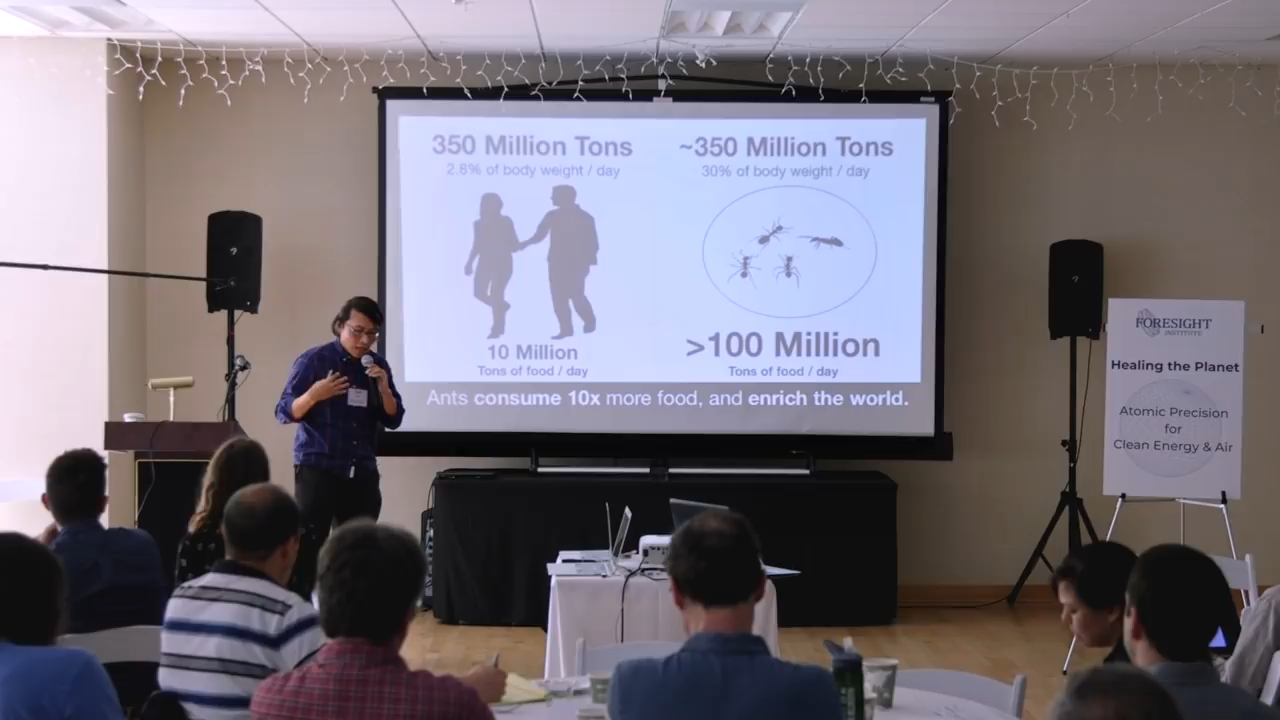 350 Million Tons
2.8% of body weight / day
10 Million
Tons of food / day
~350 Million Tons
30% of body weight / day
>100 Million
Tons of food / day
Ants consume 10x more food, and enrich the world.
FORESIGHT
INSTITUTE
Healing the Planet
Atomic Precision
for
Clean Energy & Air